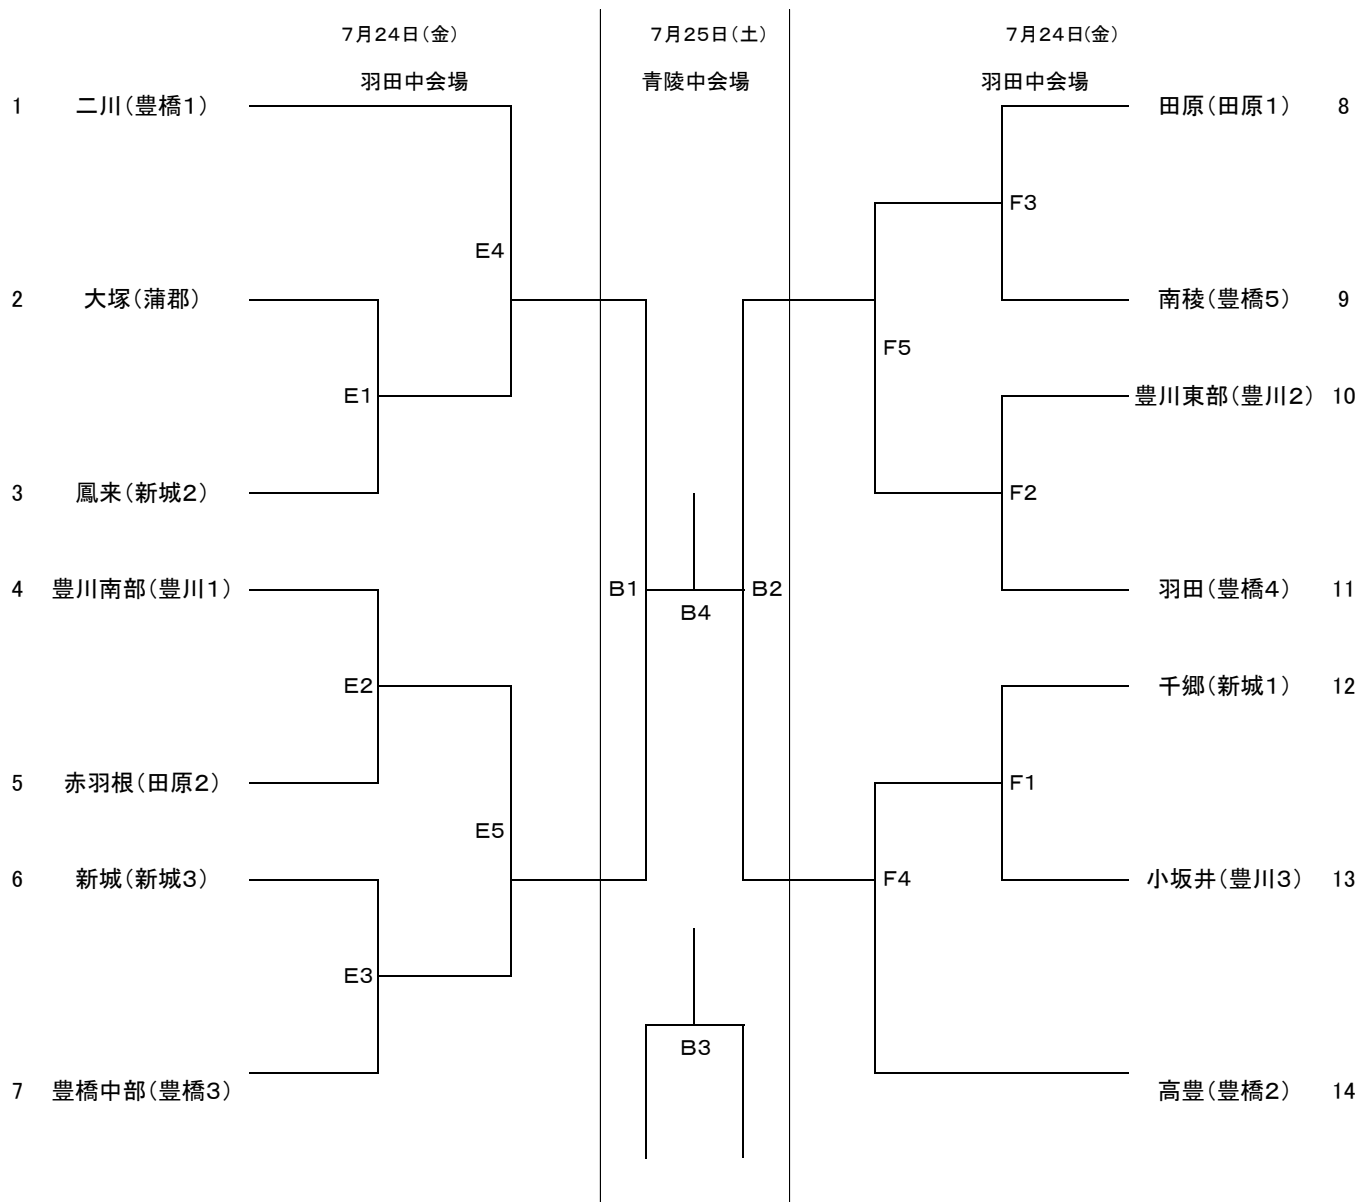 7月24日(金) 7月25日(土) 7月24日(金)
羽田中会場 青陵中会場 羽田中会場
1 二川(豊橋1) 田原(田原1) 8
F3
E4
2 大塚(蒲郡) 南稜(豊橋5) 9
F5
E1 豊川東部(豊川2) 10
3 鳳来(新城2) F2
4 豊川南部(豊川1) B1 B2 羽田(豊橋4) 11
B4
E2 千郷(新城1) 12
5 赤羽根(田原2) F1
E5
6 新城(新城3) F4 小坂井(豊川3) 13
E3
B3
7 豊橋中部(豊橋3) 高豊(豊橋2) 14